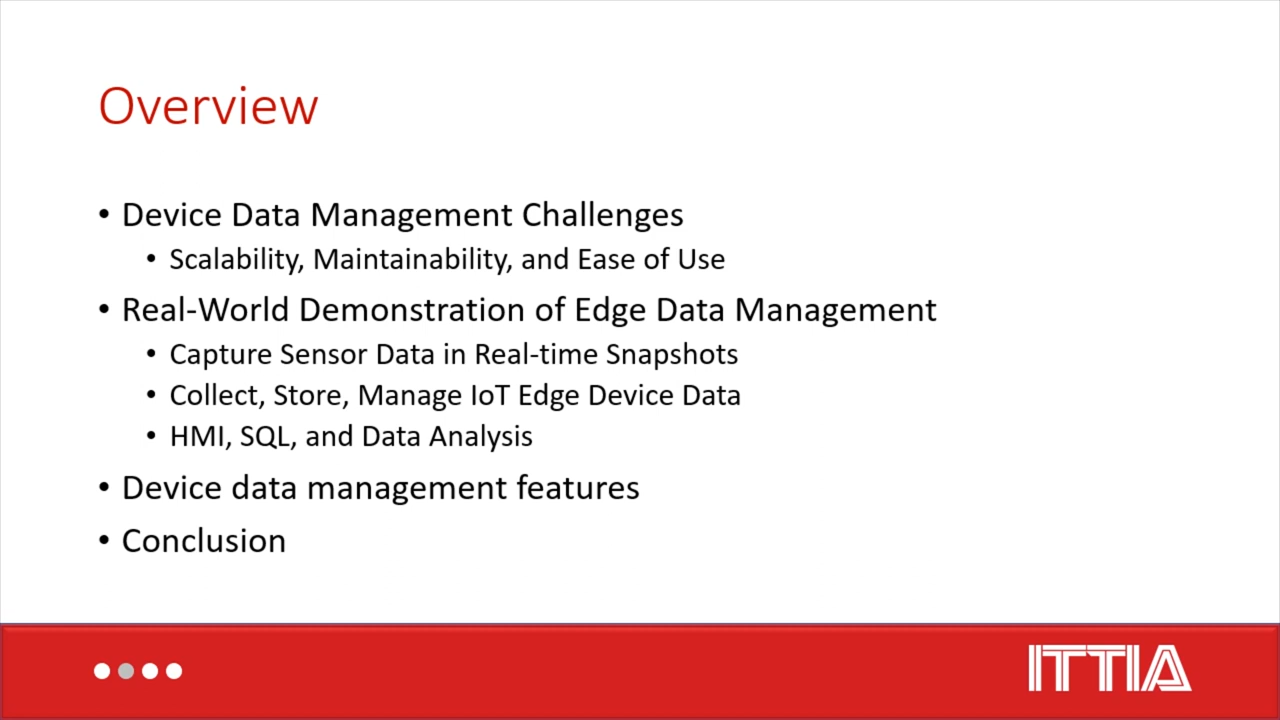 Overview
• Device Data Management Challenges
• Scalability, Maintainability, and Ease of Use
• Real-World Demonstration of Edge Data Management
• Capture Sensor Data in Real-time Snapshots
• Collect, Store, Manage IoT Edge Device Data
• HMI, SQL, and Data Analysis
• Device data management features
• Conclusion
ITTIA